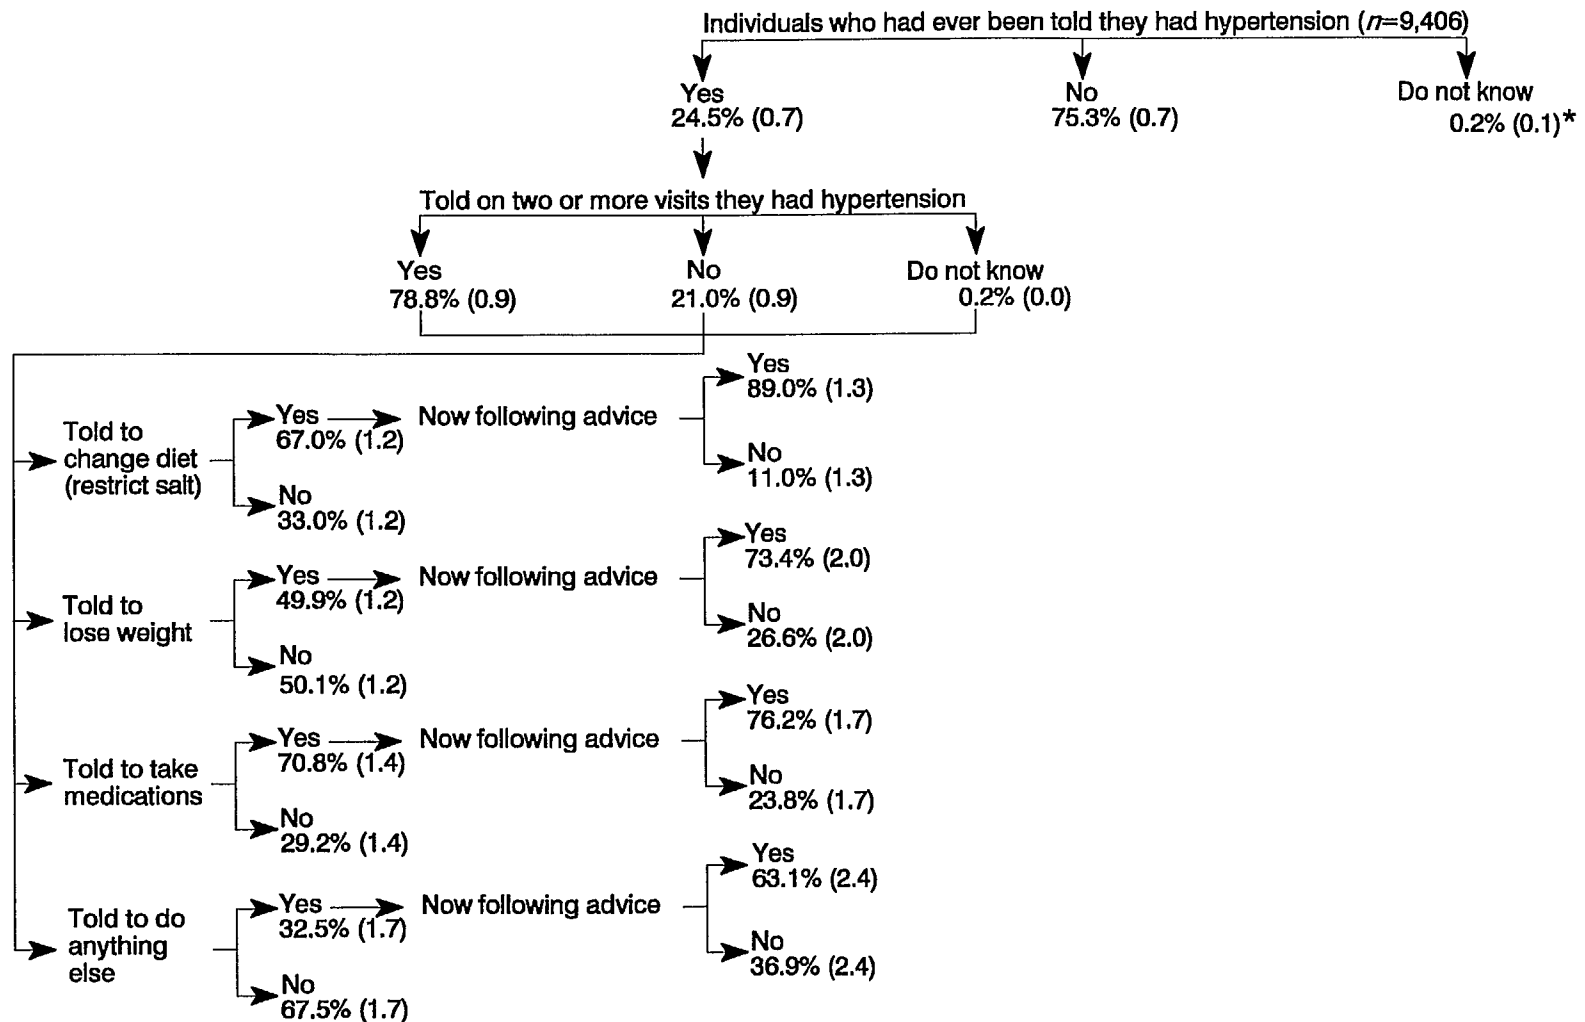 Individuals who had ever been told they had hypertension (n=9,406)
Yes
24.5% (0.7)
No
75.3% (0.7)
Do not know
0.2% (0.1)*
Told on two or more visits they had hypertension
Yes
78.8% (0.9)
No
21.0% (0.9)
Do not know
0.2% (0.0)
Told to
change diet
(restrict salt)
Yes
67.0% (1.2)
No
33.0% (1.2)
Now following advice
Yes
89.0% (1.3)
No
11.0% (1.3)
Told to
lose weight
Yes
49.9% (1.2)
No
50.1% (1.2)
Now following advice
Yes
73.4% (2.0)
No
26.6% (2.0)
Told to take
medications
Yes
70.8% (1.4)
No
29.2% (1.4)
Now following advice
Yes
76.2% (1.7)
No
23.8% (1.7)
Told to do
anything
else
Yes
32.5% (1.7)
No
67.5% (1.7)
Now following advice
Yes
63.1% (2.4)
No
36.9% (2.4)